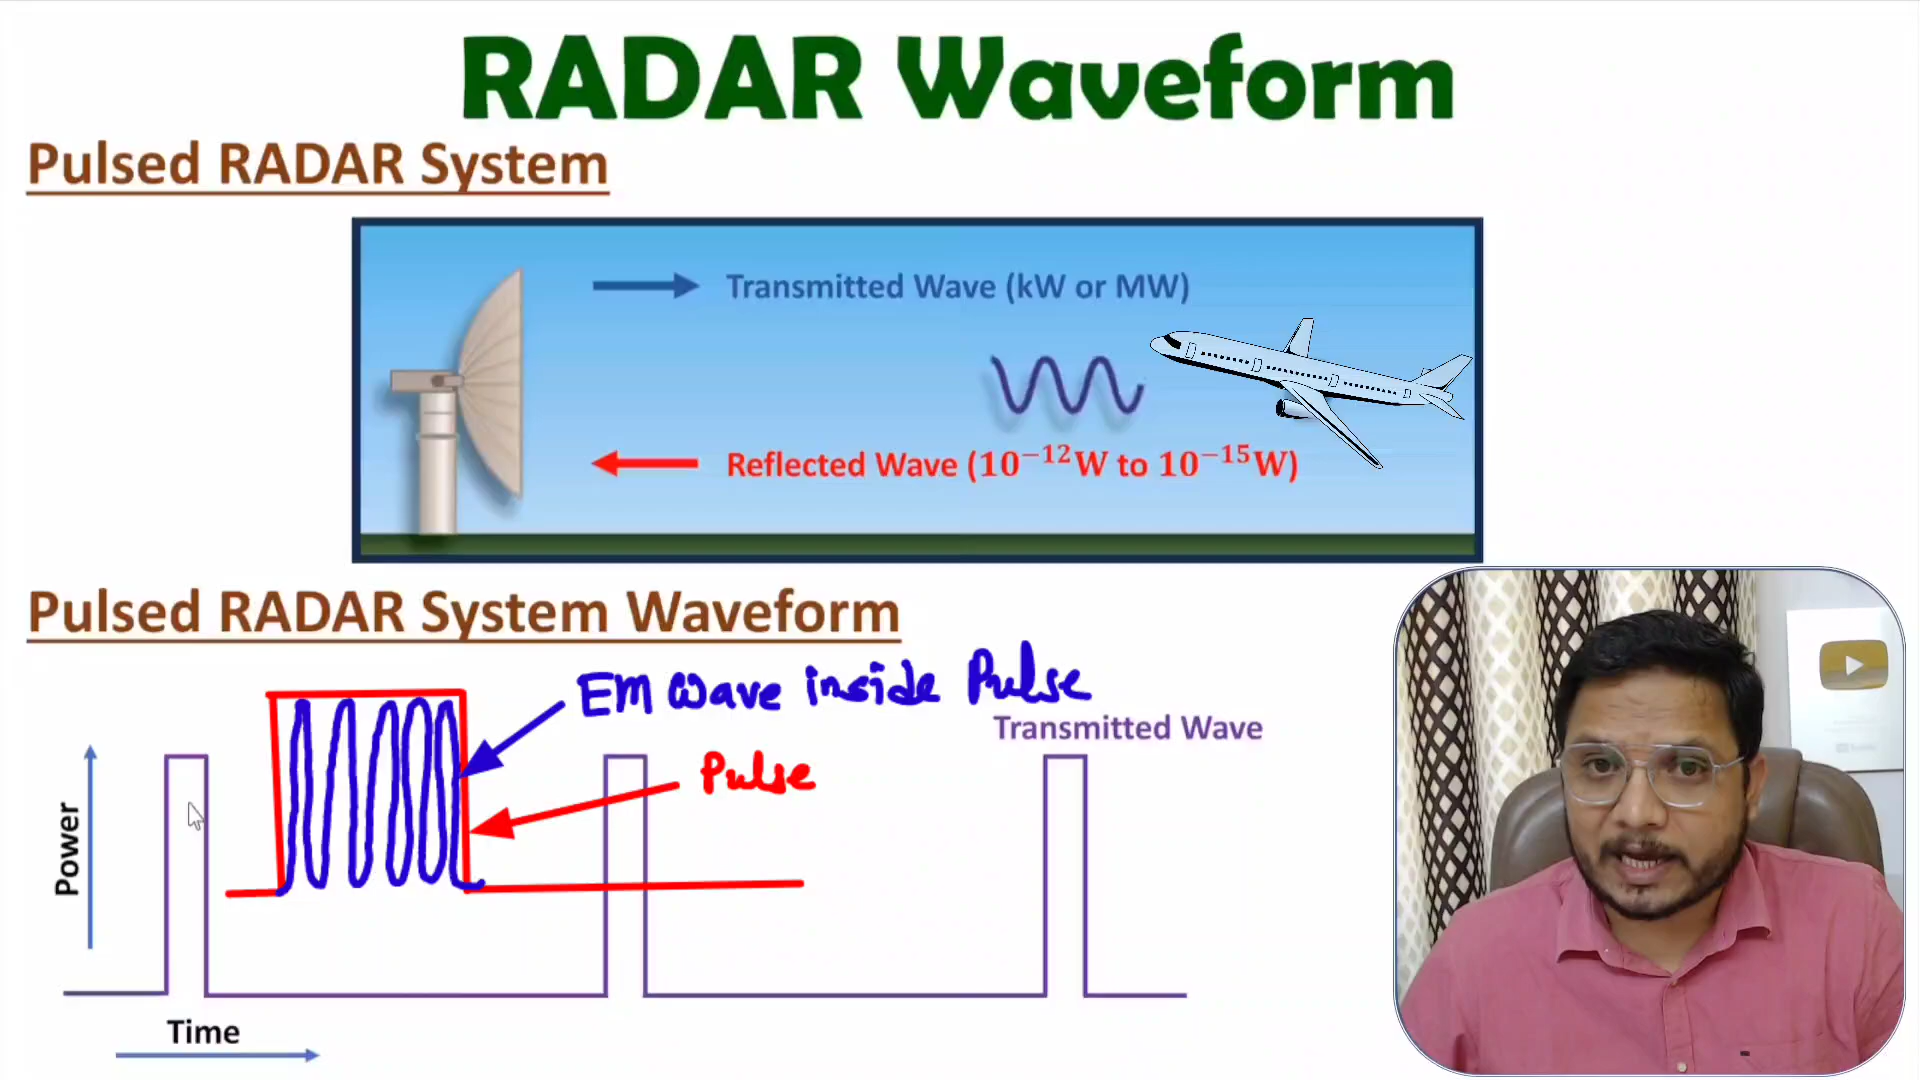 RADAR Waveform
Pulsed RADAR System
Transmitted Wave (kW or MW)
Reflected Wave (10⁻¹²W to 10⁻¹⁵W)
Pulsed RADAR System Waveform
EM Wave inside Pulse
Transmitted Wave
Pulse
Power
Time